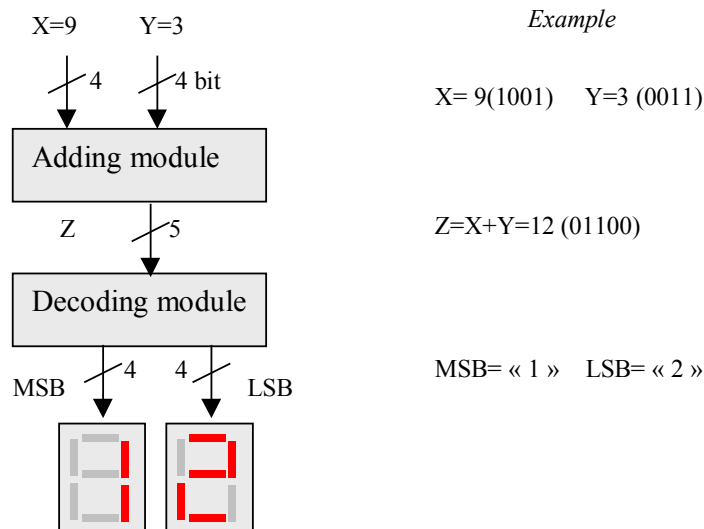 X=9 Y=3 Example
4 4 bit
X= 9(1001) Y=3 (0011)
Adding module
Z 5 Z=X+Y=12 (01100)
Decoding module
4 4
MSB LSB MSB= « 1 » LSB= « 2 »
12